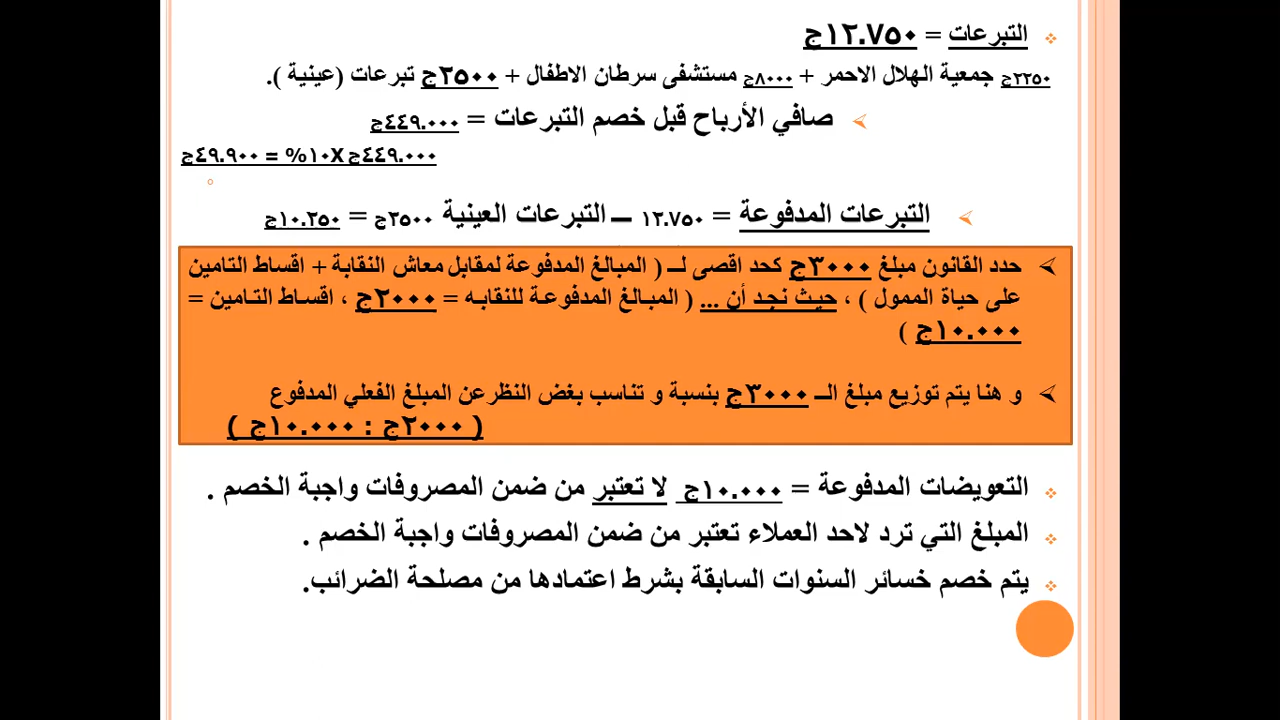 التبرعات = ١٢.٧٥٠ج
٢٢٥٠ج جمعية الهلال الاحمر + ٨٠٠٠ج مستشفى سرطان الاطفال + ٢٥٠٠ج تبرعات (عينية ).
صافي الأرباح قبل خصم التبرعات = ٤٤٩.٠٠٠ج
٤٤٩.٠٠٠ج X١٠% = ٤٩.٩٠٠ج
التبرعات المدفوعة = ١٢.٧٥٠ – التبرعات العينية ٢٥٠٠ج = ١٠.٢٥٠ج
حدد القانون مبلغ ٣٠٠٠ج كحد اقصى لـ ( المبالغ المدفوعة لمقابل معاش النقابة + اقساط التامين
على حياة الممول ) ، حيث نجد أن ... ( المبالغ المدفوعة للنقابه = ٢٠٠٠ج ، اقساط التامين =
١٠.٠٠٠ج )
و هنا يتم توزيع مبلغ الـ ٣٠٠٠ج بنسبة و تناسب بغض النظرعن المبلغ الفعلي المدفوع
( ٢٠٠٠ج : ١٠.٠٠٠ج )
التعويضات المدفوعة = ١٠.٠٠٠ج لا تعتبر من ضمن المصروفات واجبة الخصم .
المبلغ التي ترد لاحد العملاء تعتبر من ضمن المصروفات واجبة الخصم .
يتم خصم خسائر السنوات السابقة بشرط اعتمادها من مصلحة الضرائب.